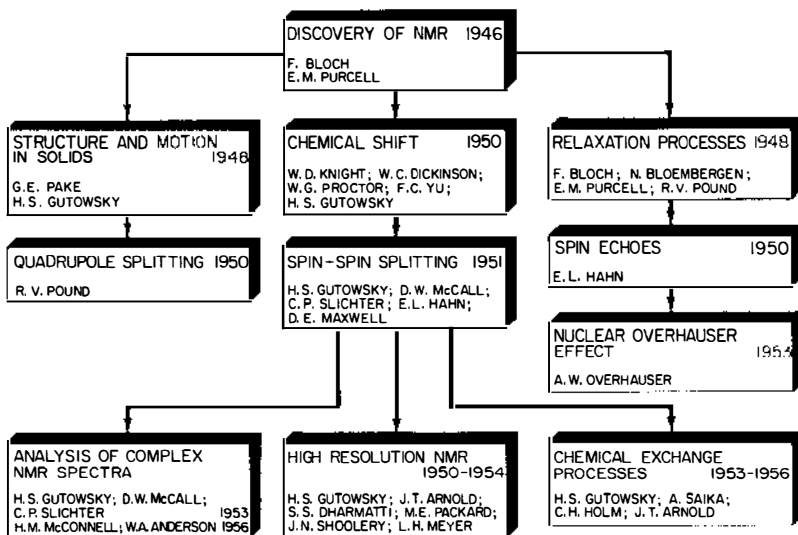 DISCOVERY OF NMR 1946
F. BLOCH
E.M. PURCELL
STRUCTURE AND MOTION
IN SOLIDS 1948
G.E. PAKE
H.S. GUTOWSKY
CHEMICAL SHIFT 1950
W.D. KNIGHT; W.C. DICKINSON;
W.G. PROCTOR; F.C. YU;
H.S. GUTOWSKY
RELAXATION PROCESSES 1948
F. BLOCH; N. BLOEMBERGEN;
E.M. PURCELL; R.V. POUND
QUADRUPOLE SPLITTING 1950
R.V. POUND
SPIN-SPIN SPLITTING 1951
H.S. GUTOWSKY; D.W. McCALL;
C.P. SLICHTER; E.L. HAHN;
D.E. MAXWELL
SPIN ECHOES 1950
E.L. HAHN
NUCLEAR OVERHAUSER
EFFECT 1953
A.W. OVERHAUSER
ANALYSIS OF COMPLEX
NMR SPECTRA
H.S. GUTOWSKY; D.W. McCALL;
C.P. SLICHTER 1953
H.M. McCONNELL; W.A. ANDERSON 1956
HIGH RESOLUTION NMR
1950-1954
H.S. GUTOWSKY; J.T. ARNOLD;
S.S. DHARMATTI; M.E. PACKARD;
J.N. SHOOLERY; L.H. MEYER
CHEMICAL EXCHANGE
PROCESSES 1953-1956
H.S. GUTOWSKY; A. SAIKA;
C.H. HOLM; J.T. ARNOLD